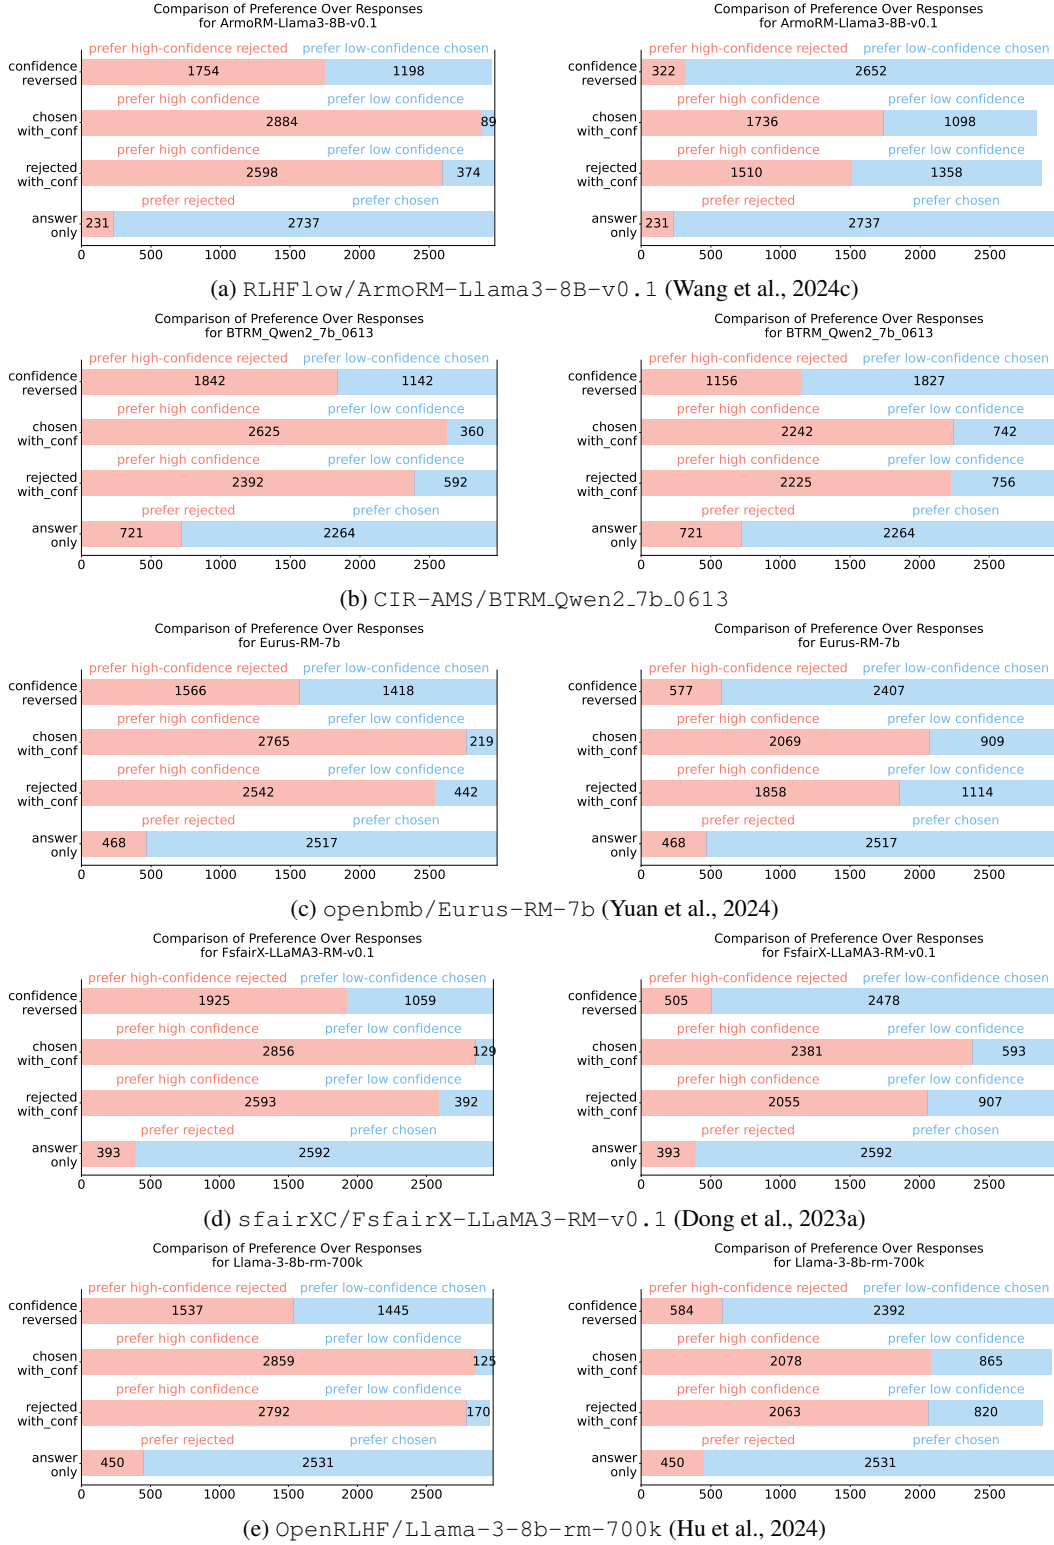 Comparison of Preference Over Responses
for ArmoRM-Llama3-8B-v0.1
prefer high-confidence rejected prefer low-confidence chosen
confidence reversed 1754 1198
prefer high confidence prefer low confidence
chosen with_conf 2884 89
prefer high confidence prefer low confidence
rejected with_conf 2598 374
prefer rejected prefer chosen
answer only 231 2737
0 500 1000 1500 2000 2500
Comparison of Preference Over Responses
for ArmoRM-Llama3-8B-v0.1
prefer high-confidence rejected prefer low-confidence chosen
confidence reversed 322 2652
prefer high confidence prefer low confidence
chosen with_conf 1736 1098
prefer high confidence prefer low confidence
rejected with_conf 1510 1358
prefer rejected prefer chosen
answer only 231 2737
0 500 1000 1500 2000 2500
(a) RLHFlow/ArmoRM-Llama3-8B-v0.1 (Wang et al., 2024c)
Comparison of Preference Over Responses
for BTRM_Qwen2_7b_0613
prefer high-confidence rejected prefer low-confidence chosen
confidence reversed 1842 1142
prefer high confidence prefer low confidence
chosen with_conf 2625 360
prefer high confidence prefer low confidence
rejected with_conf 2392 592
prefer rejected prefer chosen
answer only 721 2264
0 500 1000 1500 2000 2500
Comparison of Preference Over Responses
for BTRM_Qwen2_7b_0613
prefer high-confidence rejected prefer low-confidence chosen
confidence reversed 1156 1827
prefer high confidence prefer low confidence
chosen with_conf 2242 742
prefer high confidence prefer low confidence
rejected with_conf 2225 756
prefer rejected prefer chosen
answer only 721 2264
0 500 1000 1500 2000 2500
(b) CIR-AMS/BTRM_Qwen2_7b_0613
Comparison of Preference Over Responses
for Eurus-RM-7b
prefer high-confidence rejected prefer low-confidence chosen
confidence reversed 1566 1418
prefer high confidence prefer low confidence
chosen with_conf 2765 219
prefer high confidence prefer low confidence
rejected with_conf 2542 442
prefer rejected prefer chosen
answer only 468 2517
0 500 1000 1500 2000 2500
Comparison of Preference Over Responses
for Eurus-RM-7b
prefer high-confidence rejected prefer low-confidence chosen
confidence reversed 577 2407
prefer high confidence prefer low confidence
chosen with_conf 2069 909
prefer high confidence prefer low confidence
rejected with_conf 1858 1114
prefer rejected prefer chosen
answer only 468 2517
0 500 1000 1500 2000 2500
(c) openbmb/Eurus-RM-7b (Yuan et al., 2024)
Comparison of Preference Over Responses
for FsfairX-LLaMA3-RM-v0.1
prefer high-confidence rejected prefer low-confidence chosen
confidence reversed 1925 1059
prefer high confidence prefer low confidence
chosen with_conf 2856 129
prefer high confidence prefer low confidence
rejected with_conf 2593 392
prefer rejected prefer chosen
answer only 393 2592
0 500 1000 1500 2000 2500
Comparison of Preference Over Responses
for FsfairX-LLaMA3-RM-v0.1
prefer high-confidence rejected prefer low-confidence chosen
confidence reversed 505 2478
prefer high confidence prefer low confidence
chosen with_conf 2381 593
prefer high confidence prefer low confidence
rejected with_conf 2055 907
prefer rejected prefer chosen
answer only 393 2592
0 500 1000 1500 2000 2500
(d) sfairXC/FsfairX-LLaMA3-RM-v0.1 (Dong et al., 2023a)
Comparison of Preference Over Responses
for Llama-3-8b-rm-700k
prefer high-confidence rejected prefer low-confidence chosen
confidence reversed 1537 1445
prefer high confidence prefer low confidence
chosen with_conf 2859 125
prefer high confidence prefer low confidence
rejected with_conf 2792 170
prefer rejected prefer chosen
answer only 450 2531
0 500 1000 1500 2000 2500
Comparison of Preference Over Responses
for Llama-3-8b-rm-700k
prefer high-confidence rejected prefer low-confidence chosen
confidence reversed 584 2392
prefer high confidence prefer low confidence
chosen with_conf 2078 865
prefer high confidence prefer low confidence
rejected with_conf 2063 820
prefer rejected prefer chosen
answer only 450 2531
0 500 1000 1500 2000 2500
(e) OpenRLHF/Llama-3-8b-rm-700k (Hu et al., 2024)